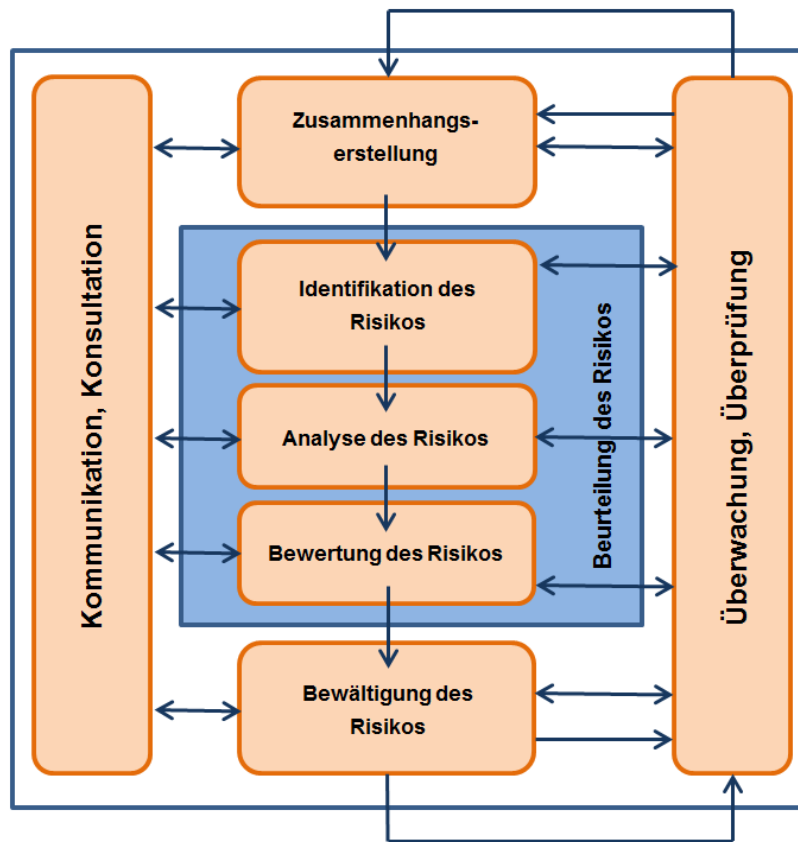 Kommunikation, Konsultation
Zusammenhangs-
erstellung
Identifikation des
Risikos
Analyse des Risikos
Bewertung des Risikos
Bewältigung des
Risikos
Beurteilung des Risikos
Überwachung, Überprüfung